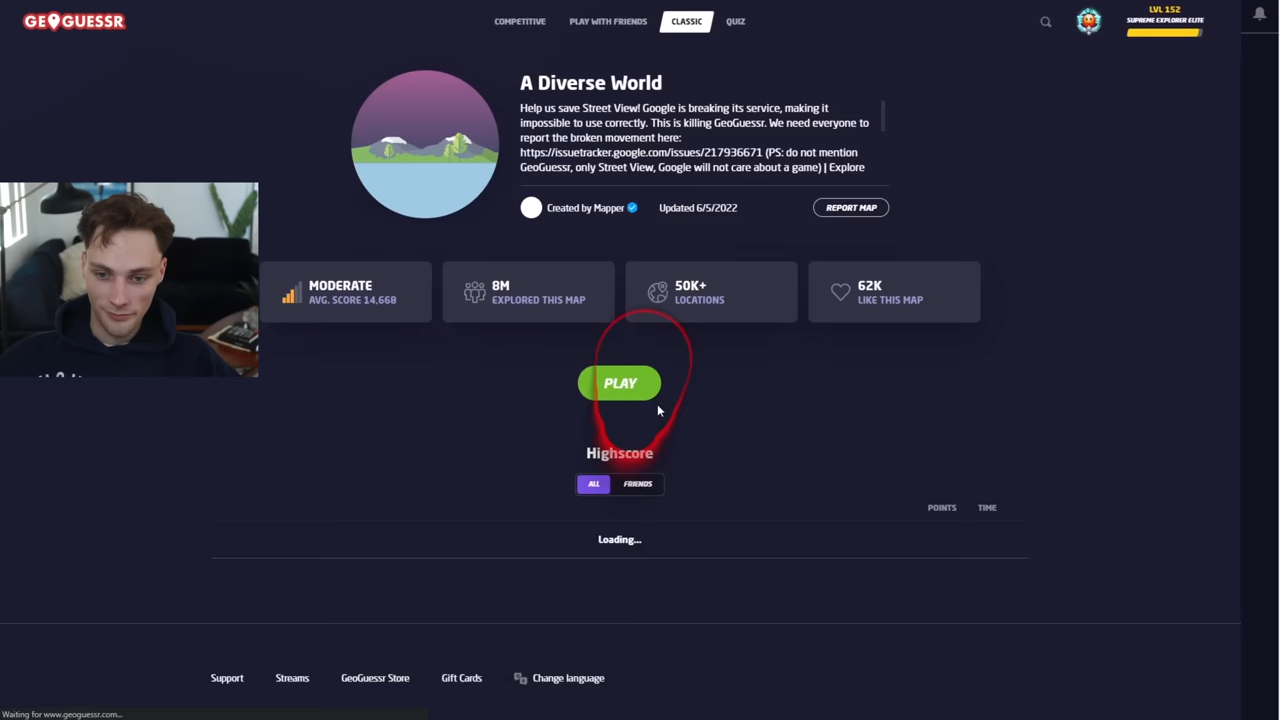 GEOGUESSR
COMPETITIVE
PLAY WITH FRIENDS
CLASSIC
QUIZ
LVL 152
SUPREME EXPLORER ELITE
A Diverse World
Help us save Street View! Google is breaking its service, making it
impossible to use correctly. This is killing GeoGuessr. We need everyone to
report the broken movement here:
https://issuetracker.google.com/issues/217936671 (PS: do not mention
GeoGuessr, only Street View, Google will not care about a game) | Explore
Created by Mapper
Updated 6/5/2022
REPORT MAP
MODERATE
AVG. SCORE 14,668
8M
EXPLORED THIS MAP
50K+
LOCATIONS
62K
LIKE THIS MAP
PLAY
Highscore
ALL
FRIENDS
POINTS
TIME
Loading...
Support
Streams
GeoGuessr Store
Gift Cards
Change language
Waiting for www.geoguessr.com...